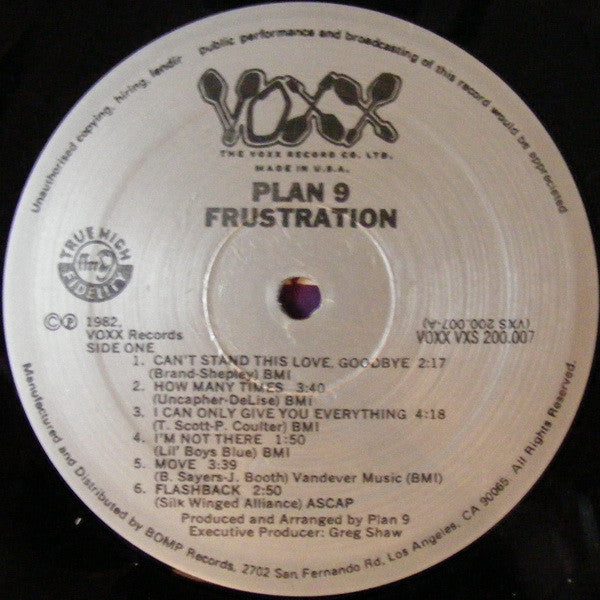 Unauthorised copying, hiring, lendir Public performance and broadcasting of this record would be appreciated
VOXX
THE VOXX RECORD CO. LTD.
MADE IN U.S.A.
PLAN 9
FRUSTRATION
TRUE HIGH
FIDELITY
©℗ 1982,
VOXX Records
SIDE ONE
(VXS 200.007-A)
VOXX VXS 200.007
1. CAN'T STAND THIS LOVE, GOODBYE 2:17
(Brand-Shepley) BMI
2. HOW MANY TIMES 3:40
(Uncapher-DeLise) BMI
3. I CAN ONLY GIVE YOU EVERYTHING 4:18
(T. Scott-P. Coulter) BMI
4. I'M NOT THERE 1:50
(Lil' Boys Blue) BMI
5. MOVE 3:39
(B. Sayers-J. Booth) Vandever Music (BMI)
6. FLASHBACK 2:50
(Silk Winged Alliance) ASCAP
Produced and Arranged by Plan 9
Executive Producer: Greg Shaw
Manufactured and Distributed by BOMP Records, 2702 San Fernando Rd, Los Angeles, CA 90065. All Rights Reserved.